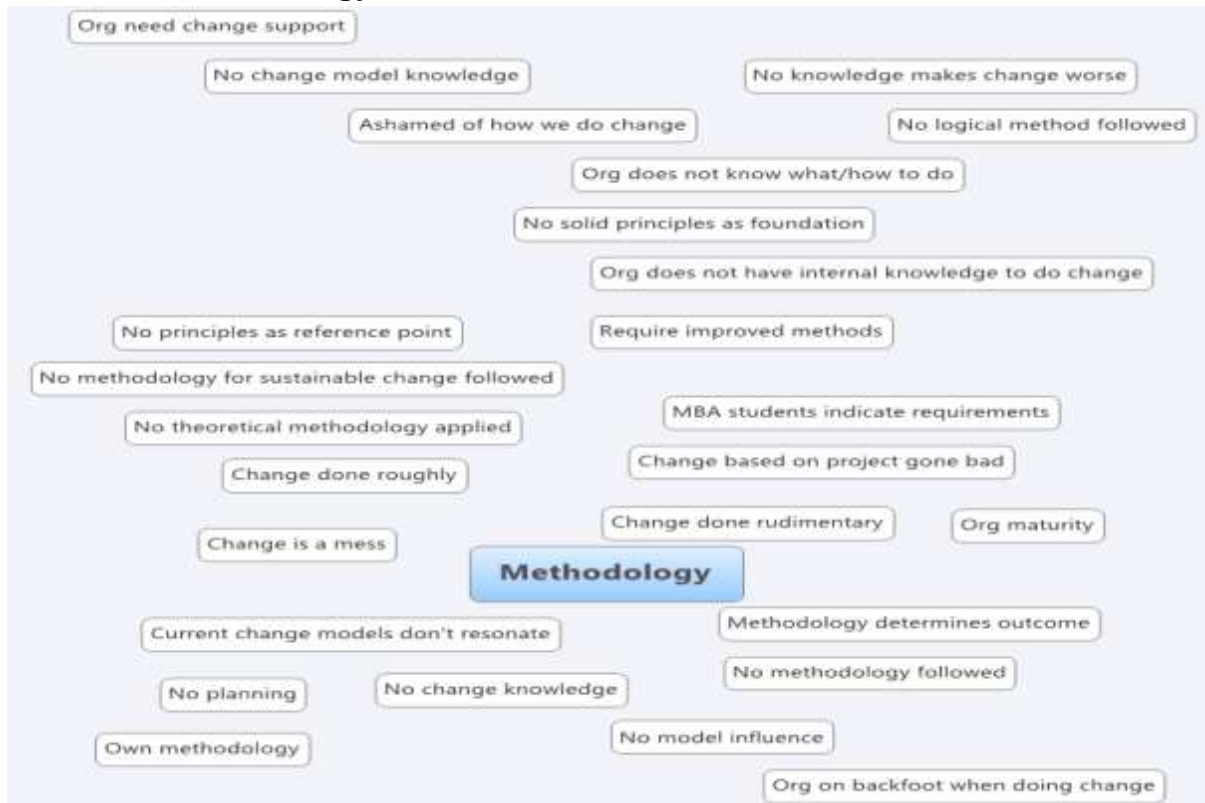 Org need change support
No change model knowledge
No knowledge makes change worse
Ashamed of how we do change
No logical method followed
Org does not know what/how to do
No solid principles as foundation
Org does not have internal knowledge to do change
No principles as reference point
Require improved methods
No methodology for sustainable change followed
MBA students indicate requirements
No theoretical methodology applied
Change based on project gone bad
Change done roughly
Change done rudimentary
Org maturity
Change is a mess
Methodology
Methodology determines outcome
Current change models don't resonate
No methodology followed
No change knowledge
No planning
No model influence
Own methodology
Org on backfoot when doing change